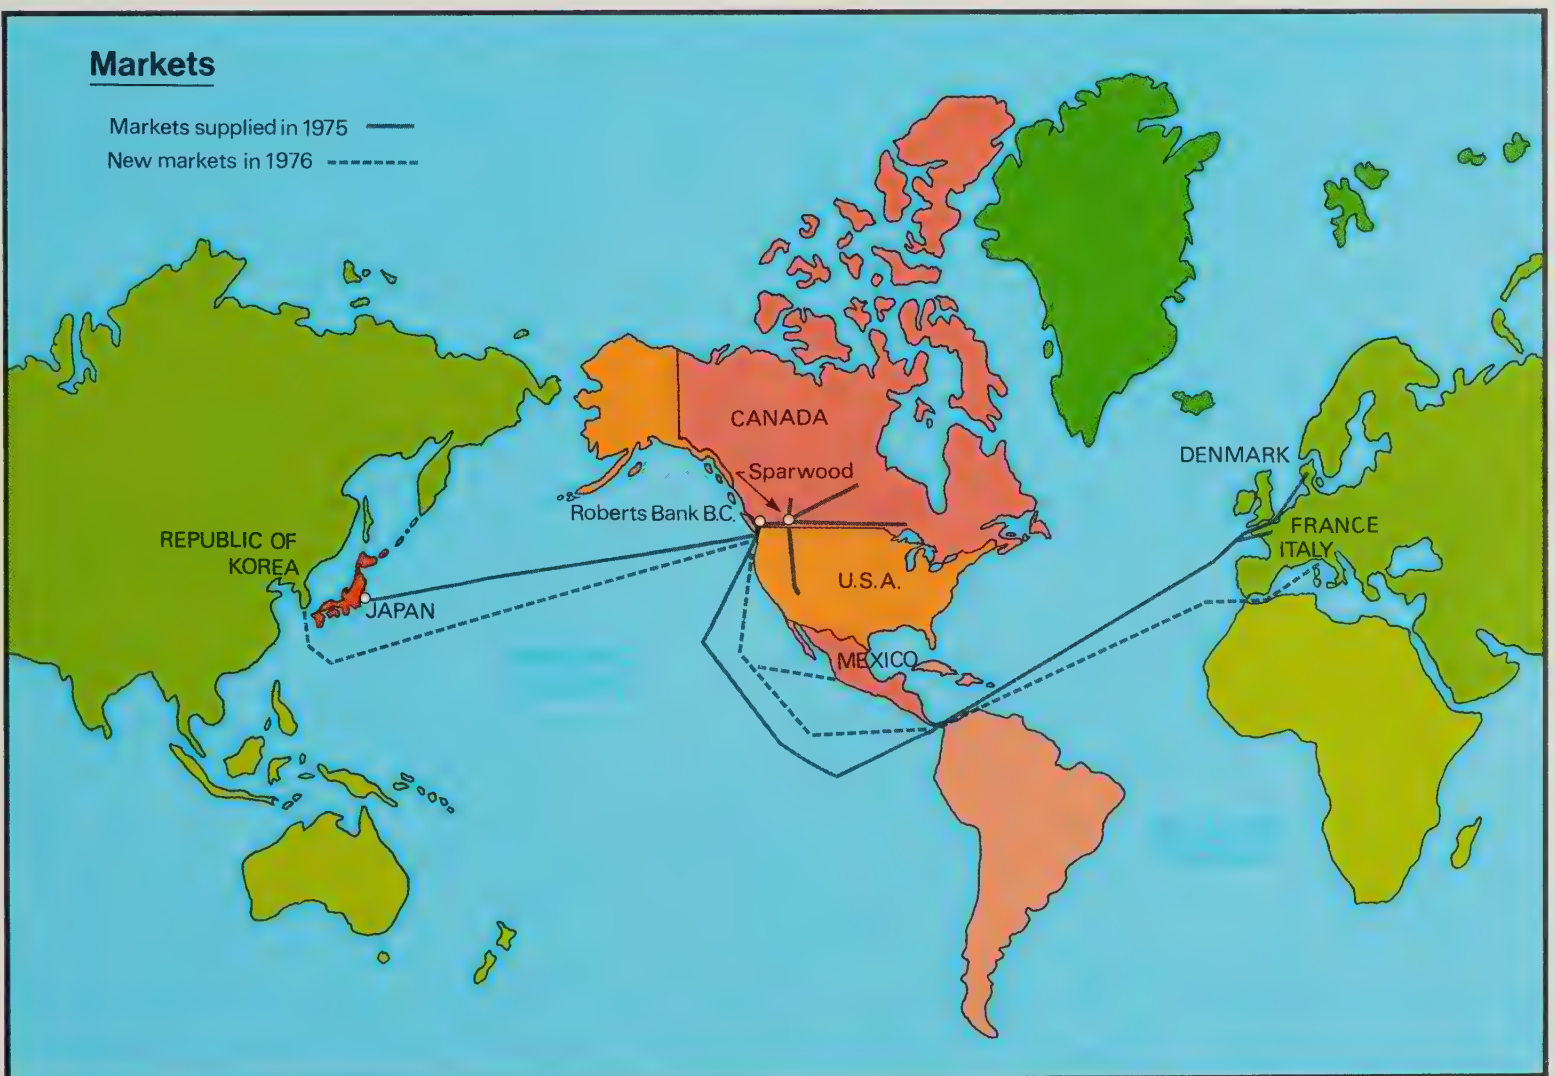 Markets
Markets supplied in 1975
New markets in 1976
CANADA
Sparwood
DENMARK
Roberts Bank B.C.
FRANCE
ITALY
REPUBLIC OF
KOREA
U.S.A.
JAPAN
MEXICO